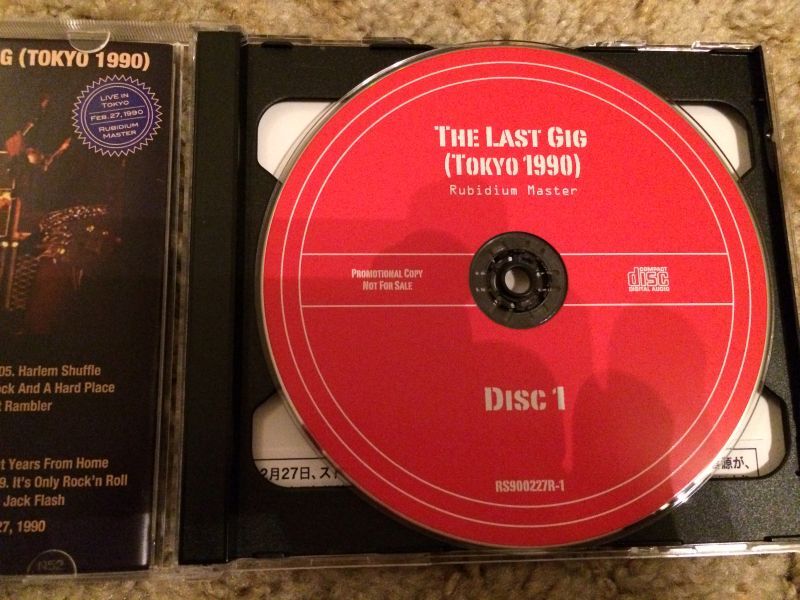 G (TOKYO 1990)
LIVE IN
TOKYO
FEB.27,1990
RUBIDIUM
MASTER
05. Harlem Shuffle
ock And A Hard Place
t Rambler
t Years From Home
9. It's Only Rock'n Roll
Jack Flash
27, 1990
N52
THE LAST GIG
(TOKYO 1990)
Rubidium Master
PROMOTIONAL COPY
NOT FOR SALE
COMPACT
disc
DIGITAL AUDIO
DISC 1
RS900227R-1
2月27日、スト
源が、